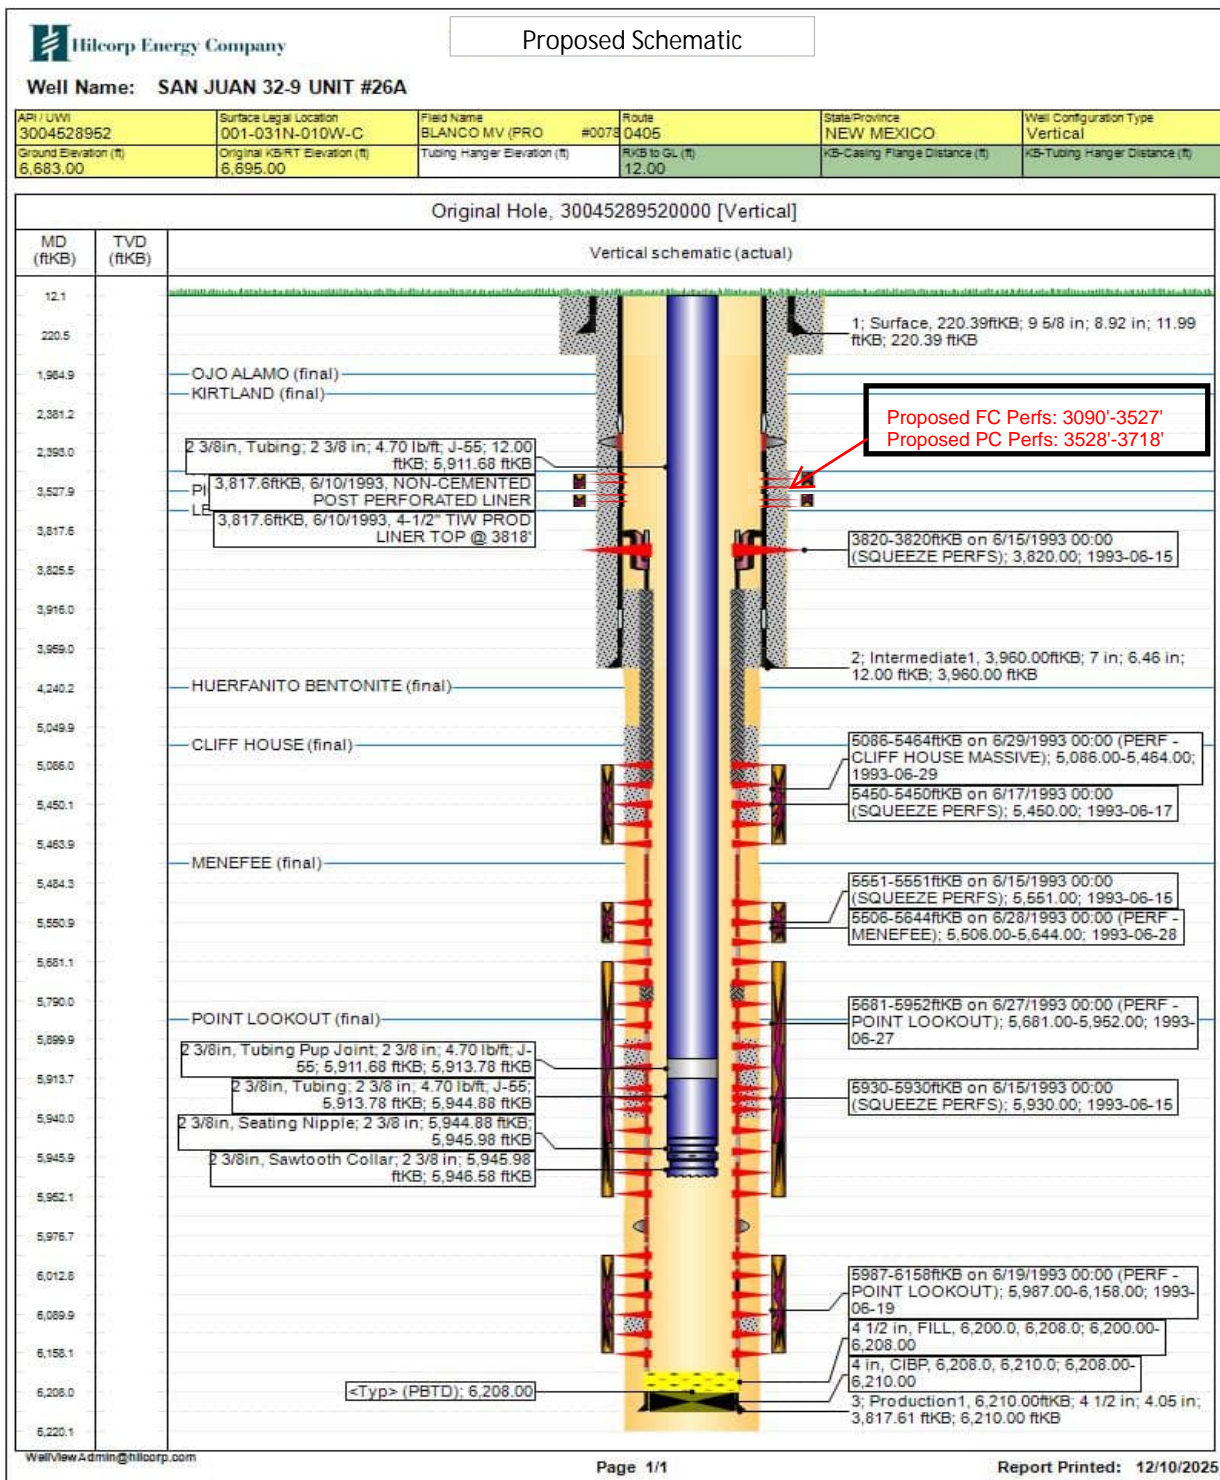 Hilcorp Energy Company
Proposed Schematic
Well Name: SAN JUAN 32-9 UNIT #26A
API / UWI
3004528952
Surface Legal Location
001-031N-010W-C
Field Name
BLANCO MV (PRO #0078
Route
0405
State/Province
NEW MEXICO
Well Configuration Type
Vertical
Ground Elevation (ft)
6,683.00
Original KB/RT Elevation (ft)
6,695.00
Tubing Hanger Elevation (ft)
RKB to GL (ft)
12.00
KB-Casing Flange Distance (ft)
KB-Tubing Hanger Distance (ft)
Original Hole, 30045289520000 [Vertical]
MD
(ftKB)
TVD
(ftKB)
Vertical schematic (actual)
12.1
220.5
1,984.9
2,381.2
2,393.0
3,527.9
3,817.6
3,825.5
3,916.0
3,959.0
4,240.2
5,049.9
5,086.0
5,450.1
5,463.9
5,484.3
5,550.9
5,681.1
5,790.0
5,899.9
5,913.7
5,940.0
5,945.9
5,952.1
5,976.7
6,012.8
6,089.9
6,158.1
6,208.0
6,220.1
1; Surface, 220.39ftKB; 9 5/8 in; 8.92 in; 11.99
ftKB; 220.39 ftKB
OJO ALAMO (final)
KIRTLAND (final)
Proposed FC Perfs: 3090'-3527'
Proposed PC Perfs: 3528'-3718'
2 3/8in, Tubing; 2 3/8 in; 4.70 lb/ft; J-55; 12.00
ftKB; 5,911.68 ftKB
3,817.6ftKB, 6/10/1993, NON-CEMENTED
POST PERFORATED LINER
PI
LE
3,817.6ftKB, 6/10/1993, 4-1/2" TIW PROD
LINER TOP @ 3818'
3820-3820ftKB on 6/15/1993 00:00
(SQUEEZE PERFS); 3,820.00; 1993-06-15
2; Intermediate1, 3,960.00ftKB; 7 in; 6.46 in;
12.00 ftKB; 3,960.00 ftKB
HUERFANITO BENTONITE (final)
CLIFF HOUSE (final)
5086-5464ftKB on 6/29/1993 00:00 (PERF -
CLIFF HOUSE MASSIVE); 5,086.00-5,464.00;
1993-06-29
5450-5450ftKB on 6/17/1993 00:00
(SQUEEZE PERFS); 5,450.00; 1993-06-17
MENEFEE (final)
5551-5551ftKB on 6/15/1993 00:00
(SQUEEZE PERFS); 5,551.00; 1993-06-15
5506-5644ftKB on 6/28/1993 00:00 (PERF -
MENEFEE); 5,506.00-5,644.00; 1993-06-28
5681-5952ftKB on 6/27/1993 00:00 (PERF -
POINT LOOKOUT); 5,681.00-5,952.00; 1993-
06-27
POINT LOOKOUT (final)
2 3/8in, Tubing Pup Joint; 2 3/8 in; 4.70 lb/ft; J-
55; 5,911.68 ftKB; 5,913.78 ftKB
2 3/8in, Tubing; 2 3/8 in; 4.70 lb/ft; J-55;
5,913.78 ftKB; 5,944.88 ftKB
5930-5930ftKB on 6/15/1993 00:00
(SQUEEZE PERFS); 5,930.00; 1993-06-15
2 3/8in, Seating Nipple; 2 3/8 in; 5,944.88 ftKB;
5,945.98 ftKB
2 3/8in, Sawtooth Collar; 2 3/8 in; 5,945.98
ftKB; 5,946.58 ftKB
5987-6158ftKB on 6/19/1993 00:00 (PERF -
POINT LOOKOUT); 5,987.00-6,158.00; 1993-
06-19
4 1/2 in, FILL, 6,200.0, 6,208.0; 6,200.00-
6,208.00
4 in, CIBP, 6,208.0, 6,210.0; 6,208.00-
6,210.00
<Typ> (PBTD); 6,208.00
3; Production1, 6,210.00ftKB; 4 1/2 in; 4.05 in;
3,817.61 ftKB; 6,210.00 ftKB
WellViewAdmin@hilcorp.com
Page 1/1
Report Printed: 12/10/2025